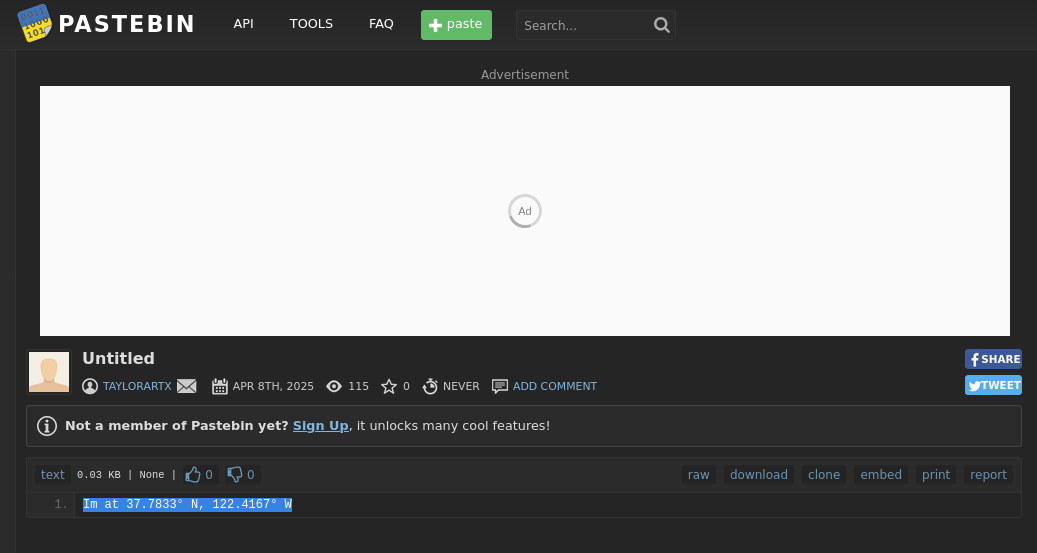 PASTEBIN API TOOLS FAQ paste Search...
Advertisement
Ad
Untitled
SHARE
TAYLORARTX APR 8TH, 2025 115 0 NEVER ADD COMMENT
TWEET
Not a member of Pastebin yet? Sign Up, it unlocks many cool features!
text 0.03 KB | None | 0 0 raw download clone embed print report
1. Im at 37.7833° N, 122.4167° W